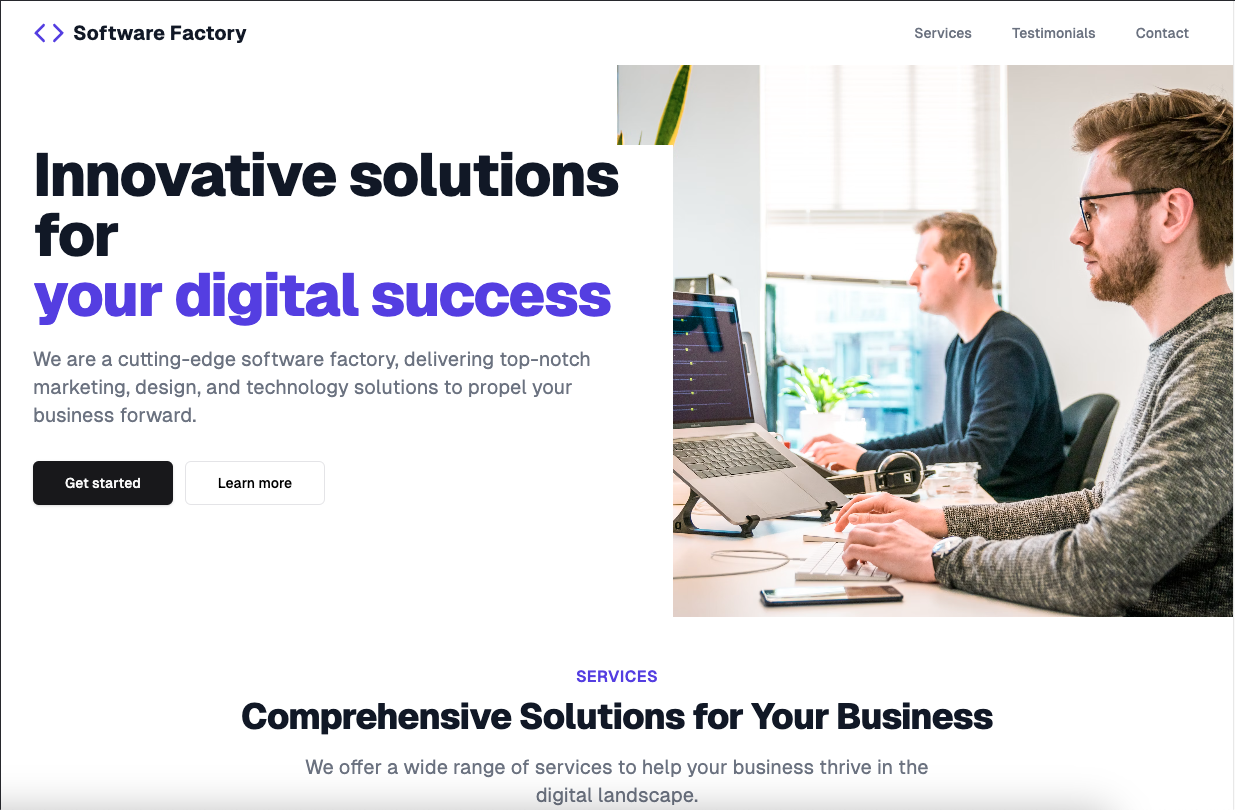 Software Factory
Services Testimonials Contact
Innovative solutions
for
your digital success
We are a cutting-edge software factory, delivering top-notch
marketing, design, and technology solutions to propel your
business forward.
Get started Learn more
SERVICES
Comprehensive Solutions for Your Business
We offer a wide range of services to help your business thrive in the
digital landscape.